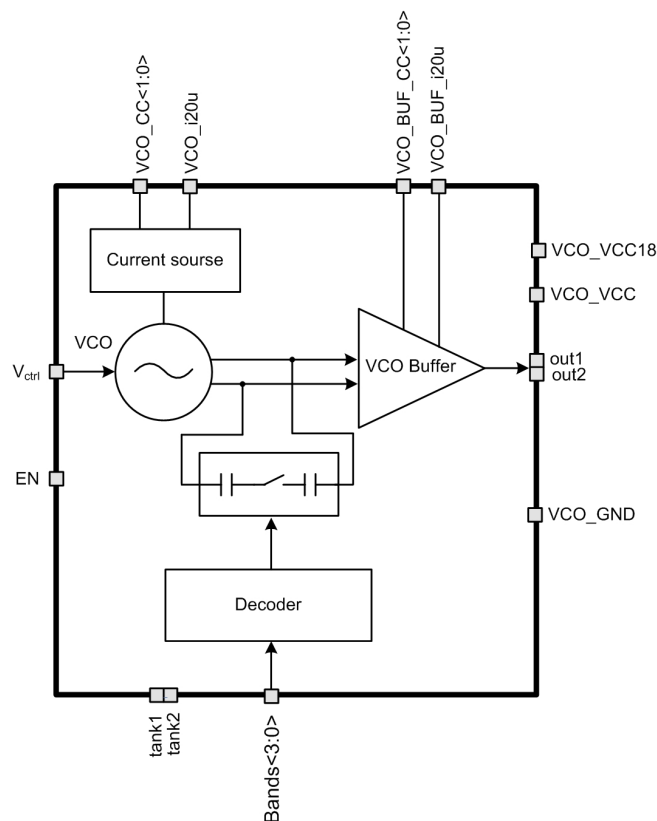 VCO_CC<1:0>
VCO_i20u
VCO_BUF_CC<1:0>
VCO_BUF_i20u
Current sourse
VCO_VCC18
VCO_VCC
VCO
VCO Buffer
Vctrl
out1
out2
EN
VCO_GND
Decoder
tank1
tank2
Bands<3:0>